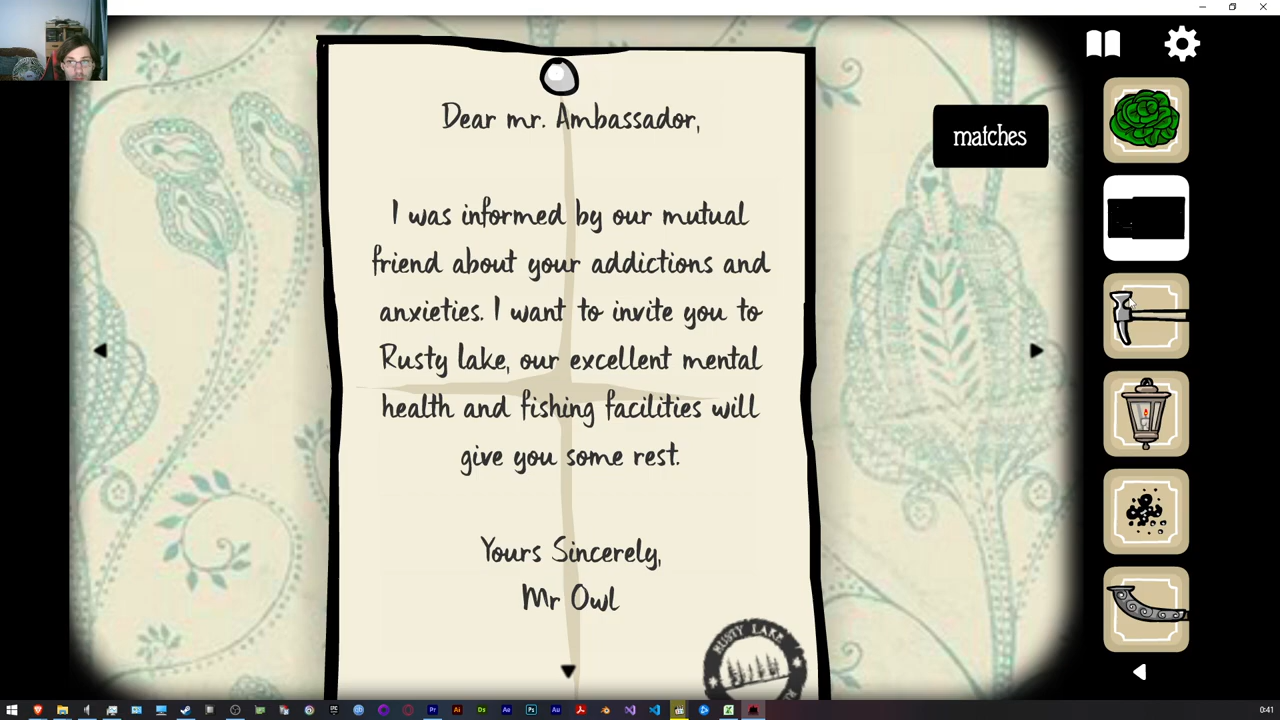 Dear mr. Ambassador,
matches
I was informed by our mutual
friend about your addictions and
anxieties. I want to invite you to
Rusty lake, our excellent mental
health and fishing facilities will
give you some rest.
Yours Sincerely,
Mr Owl
RUSTY LAKE
0:41